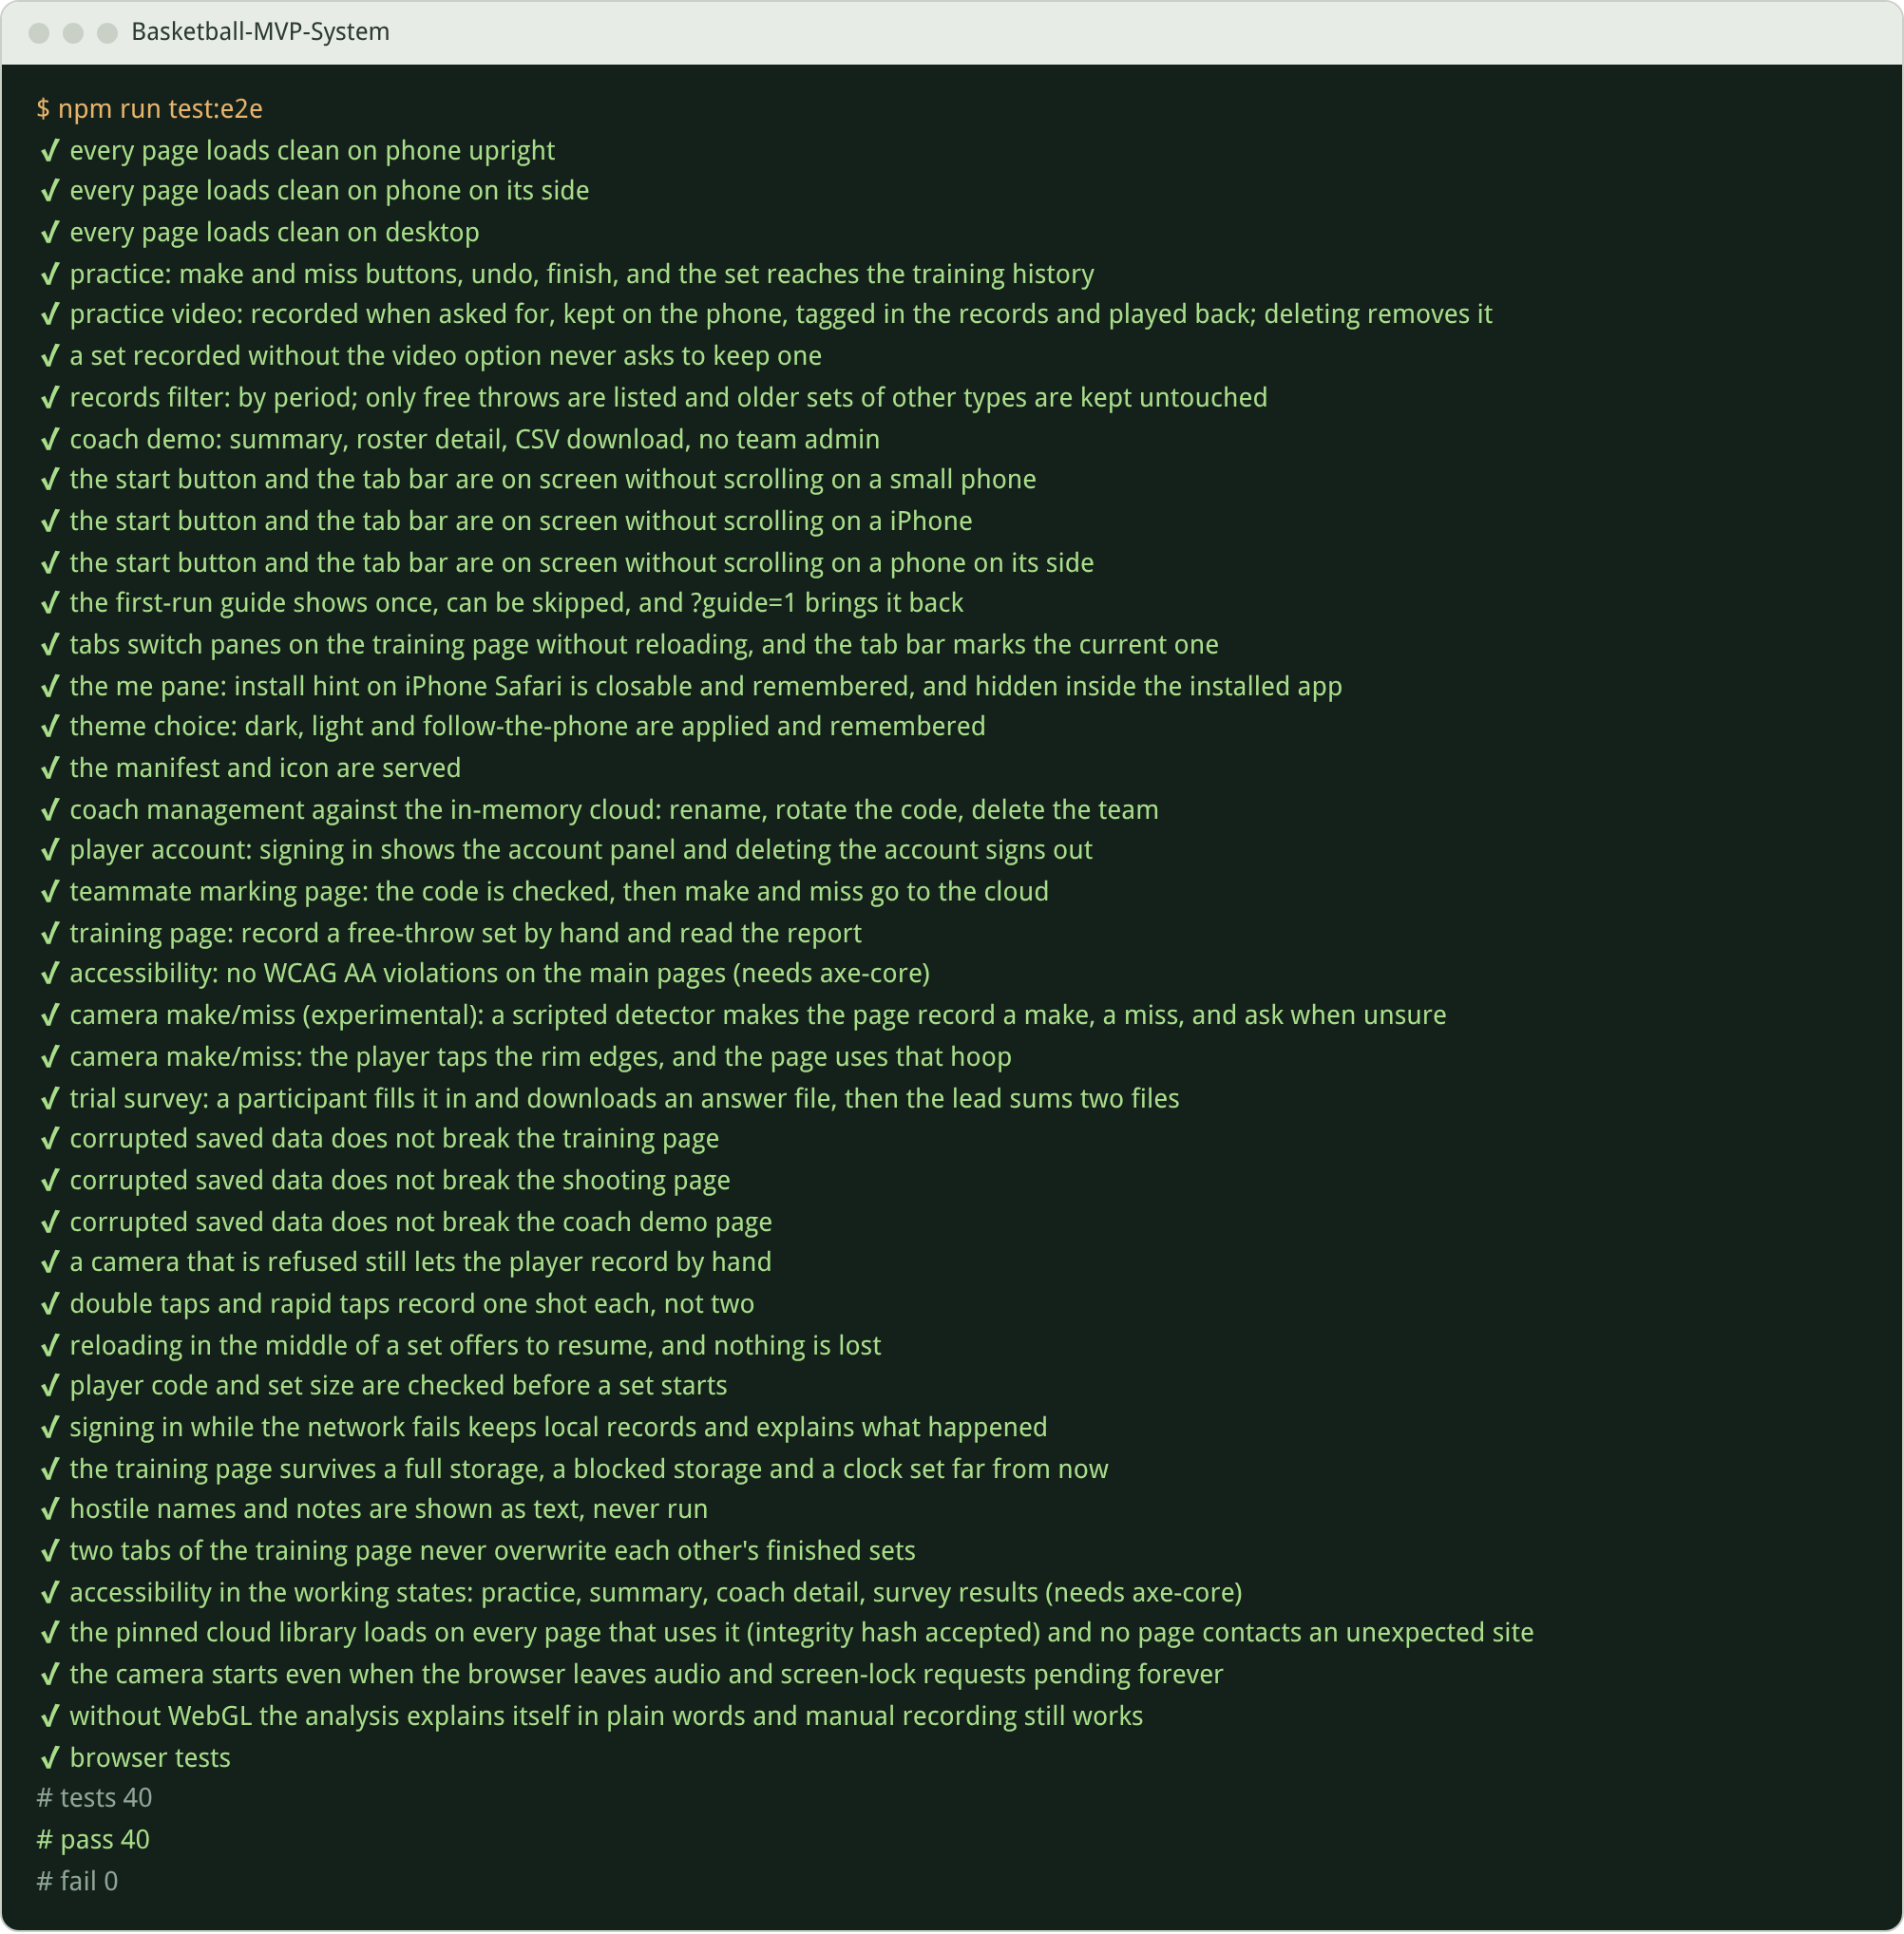 Basketball-MVP-System
$ npm run test:e2e
✓ every page loads clean on phone upright
✓ every page loads clean on phone on its side
✓ every page loads clean on desktop
✓ practice: make and miss buttons, undo, finish, and the set reaches the training history
✓ practice video: recorded when asked for, kept on the phone, tagged in the records and played back; deleting removes it
✓ a set recorded without the video option never asks to keep one
✓ records filter: by period; only free throws are listed and older sets of other types are kept untouched
✓ coach demo: summary, roster detail, CSV download, no team admin
✓ the start button and the tab bar are on screen without scrolling on a small phone
✓ the start button and the tab bar are on screen without scrolling on a iPhone
✓ the start button and the tab bar are on screen without scrolling on a phone on its side
✓ the first-run guide shows once, can be skipped, and ?guide=1 brings it back
✓ tabs switch panes on the training page without reloading, and the tab bar marks the current one
✓ the me pane: install hint on iPhone Safari is closable and remembered, and hidden inside the installed app
✓ theme choice: dark, light and follow-the-phone are applied and remembered
✓ the manifest and icon are served
✓ coach management against the in-memory cloud: rename, rotate the code, delete the team
✓ player account: signing in shows the account panel and deleting the account signs out
✓ teammate marking page: the code is checked, then make and miss go to the cloud
✓ training page: record a free-throw set by hand and read the report
✓ accessibility: no WCAG AA violations on the main pages (needs axe-core)
✓ camera make/miss (experimental): a scripted detector makes the page record a make, a miss, and ask when unsure
✓ camera make/miss: the player taps the rim edges, and the page uses that hoop
✓ trial survey: a participant fills it in and downloads an answer file, then the lead sums two files
✓ corrupted saved data does not break the training page
✓ corrupted saved data does not break the shooting page
✓ corrupted saved data does not break the coach demo page
✓ a camera that is refused still lets the player record by hand
✓ double taps and rapid taps record one shot each, not two
✓ reloading in the middle of a set offers to resume, and nothing is lost
✓ player code and set size are checked before a set starts
✓ signing in while the network fails keeps local records and explains what happened
✓ the training page survives a full storage, a blocked storage and a clock set far from now
✓ hostile names and notes are shown as text, never run
✓ two tabs of the training page never overwrite each other's finished sets
✓ accessibility in the working states: practice, summary, coach detail, survey results (needs axe-core)
✓ the pinned cloud library loads on every page that uses it (integrity hash accepted) and no page contacts an unexpected site
✓ the camera starts even when the browser leaves audio and screen-lock requests pending forever
✓ without WebGL the analysis explains itself in plain words and manual recording still works
✓ browser tests
# tests 40
# pass 40
# fail 0